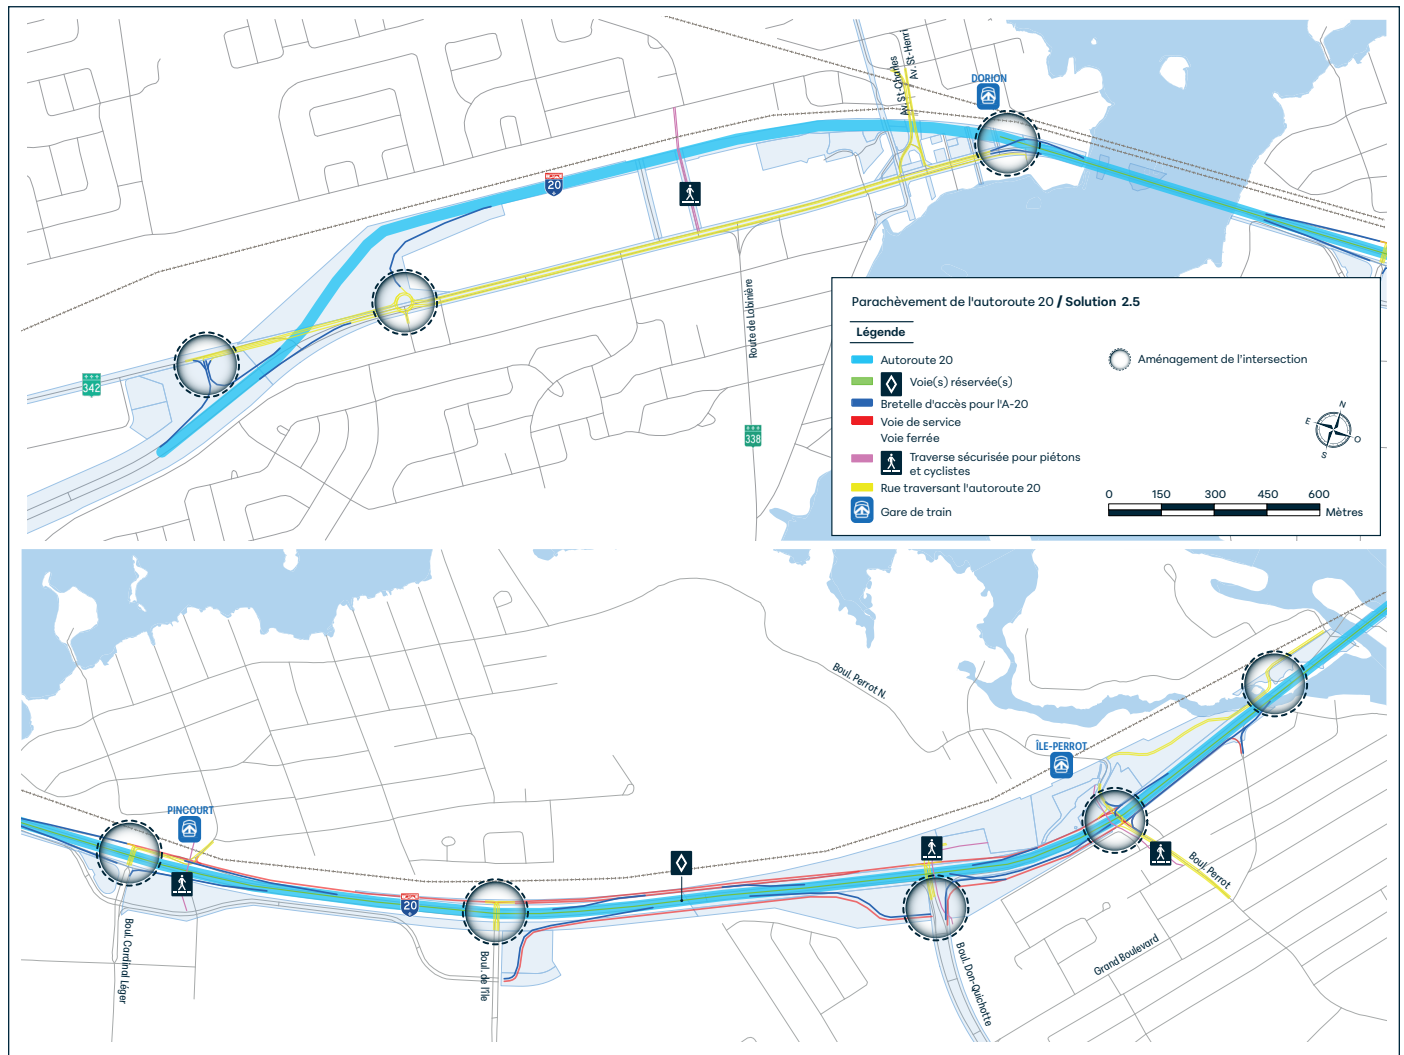 Av. St-Charles
Av. St-Henri
DORION
20
342
Route de Lobinière
338
Parachèvement de l'autoroute 20 / Solution 2.5
Légende
Autoroute 20
Voie(s) réservée(s)
Bretelle d'accès pour l'A-20
Voie de service
Voie ferrée
Traverse sécurisée pour piétons
et cyclistes
Rue traversant l'autoroute 20
Gare de train
Aménagement de l'intersection
N
E
O
S
0 150 300 450 600
Mètres
Boul. Perrot N.
ÎLE-PERROT
PINCOURT
20
Boul. Perrot
Grand Boulevard
Boul. Cardinal Léger
Boul. de l'île
Boul. Don-Quichotte